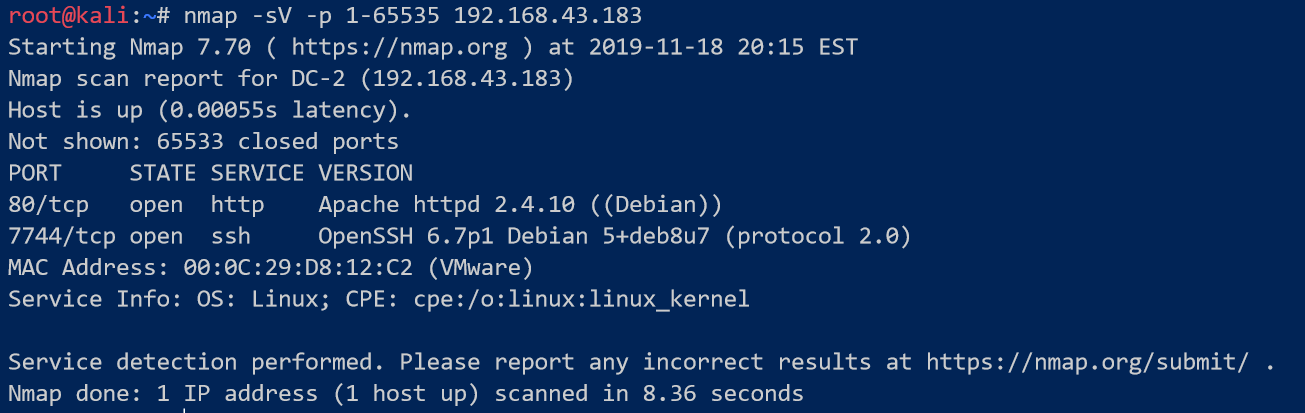 root@kali:~# nmap -sV -p 1-65535 192.168.43.183
Starting Nmap 7.70 ( https://nmap.org ) at 2019-11-18 20:15 EST
Nmap scan report for DC-2 (192.168.43.183)
Host is up (0.00055s latency).
Not shown: 65533 closed ports
PORT     STATE SERVICE VERSION
80/tcp   open  http    Apache httpd 2.4.10 ((Debian))
7744/tcp open  ssh     OpenSSH 6.7p1 Debian 5+deb8u7 (protocol 2.0)
MAC Address: 00:0C:29:D8:12:C2 (VMware)
Service Info: OS: Linux; CPE: cpe:/o:linux:linux_kernel

Service detection performed. Please report any incorrect results at https://nmap.org/submit/ .
Nmap done: 1 IP address (1 host up) scanned in 8.36 seconds